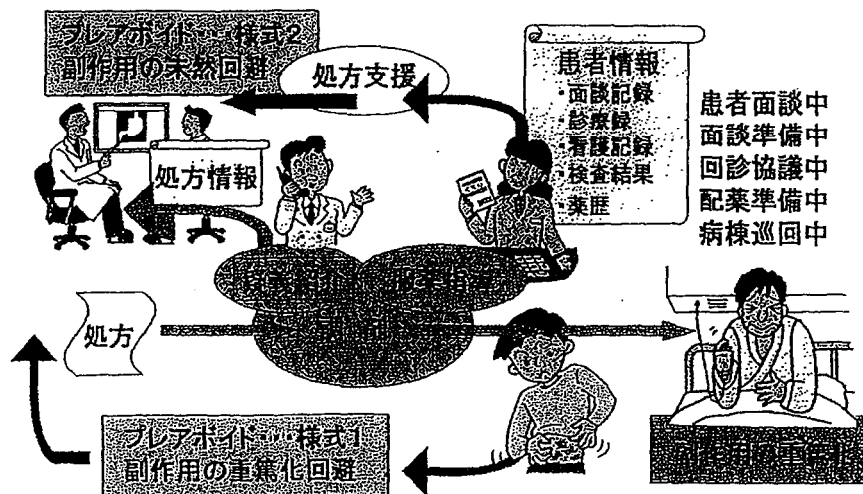 プレアボイド…様式2
副作用の未然回避
処方支援
患者情報
・面談記録
・診療録
・看護記録
・検査結果
・薬歴
患者面談中
面談準備中
回診協議中
配薬準備中
病棟巡回中
処方情報
処方
プレアボイド…様式1
副作用の重篤化回避